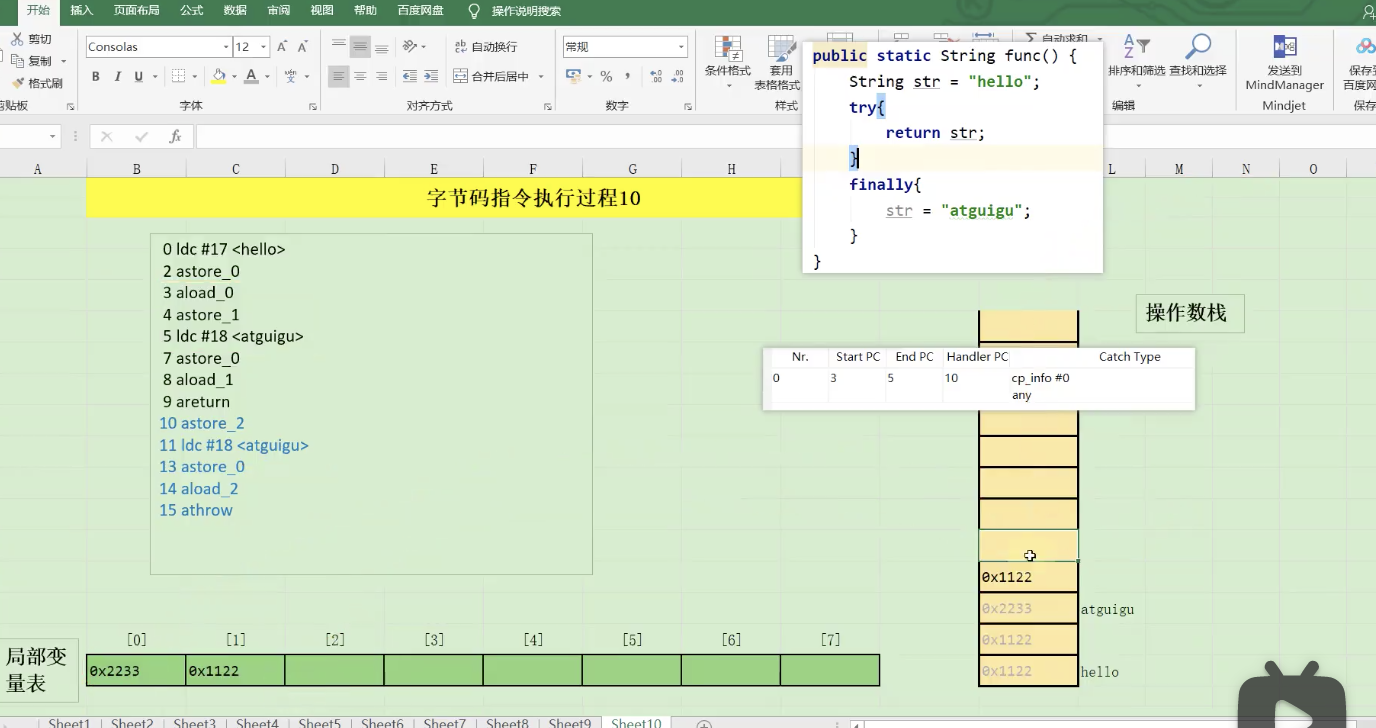 开始 插入 页面布局 公式 数据 审阅 视图 帮助 百度网盘 操作说明搜索
剪切
复制
格式刷
剪贴板
Consolas 12
B I U
字体
自动换行
合并后居中
对齐方式
常规
数字
条件格式
套用
表格格式
样式
自动求和
排序和筛选 查找和选择
编辑
发送到
MindManager
Mindjet
保存到
百度网
保存
fx
A B C D E F G H L M N O
字节码指令执行过程10
public static String func() {
String str = "hello";
try{
return str;
}
finally{
str = "atguigu";
}
}
0 ldc #17 <hello>
2 astore_0
3 aload_0
4 astore_1
5 ldc #18 <atguigu>
7 astore_0
8 aload_1
9 areturn
10 astore_2
11 ldc #18 <atguigu>
13 astore_0
14 aload_2
15 athrow
操作数栈
Nr. Start PC End PC Handler PC Catch Type
0 3 5 10 cp_info #0
any
0x1122
0x2233 atguigu
0x1122
0x1122 hello
[0] [1] [2] [3] [4] [5] [6] [7]
局部变
量表
0x2233 0x1122
Sheet1 Sheet2 Sheet3 Sheet4 Sheet5 Sheet6 Sheet7 Sheet8 Sheet9 Sheet10